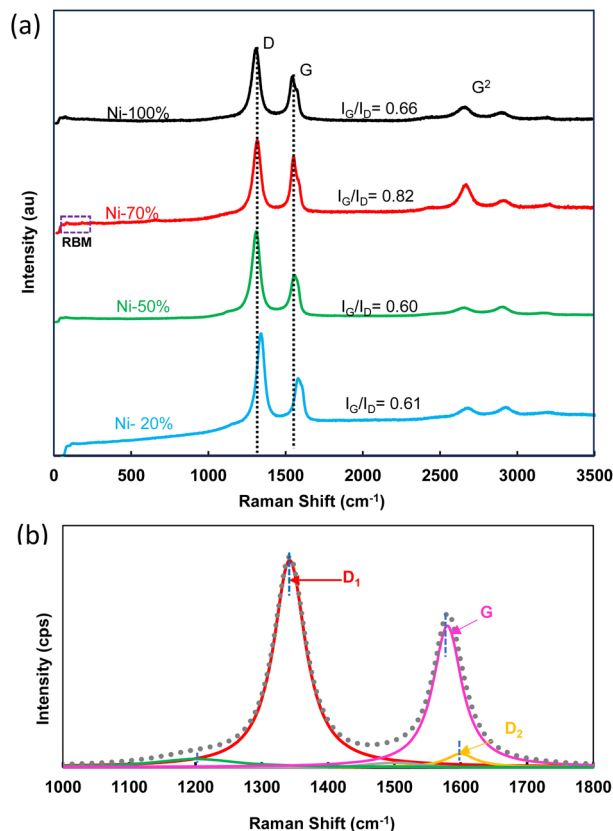 (a)
D
G
Ni-100%
I_G/I_D= 0.66
G²
Ni-70%
I_G/I_D= 0.82
RBM
Ni-50%
I_G/I_D= 0.60
Ni- 20%
I_G/I_D= 0.61
Intensity (au)
0 500 1000 1500 2000 2500 3000 3500
Raman Shift (cm⁻¹)
(b)
D₁
G
D₂
Intensity (cps)
1000 1100 1200 1300 1400 1500 1600 1700 1800
Raman Shift (cm⁻¹)